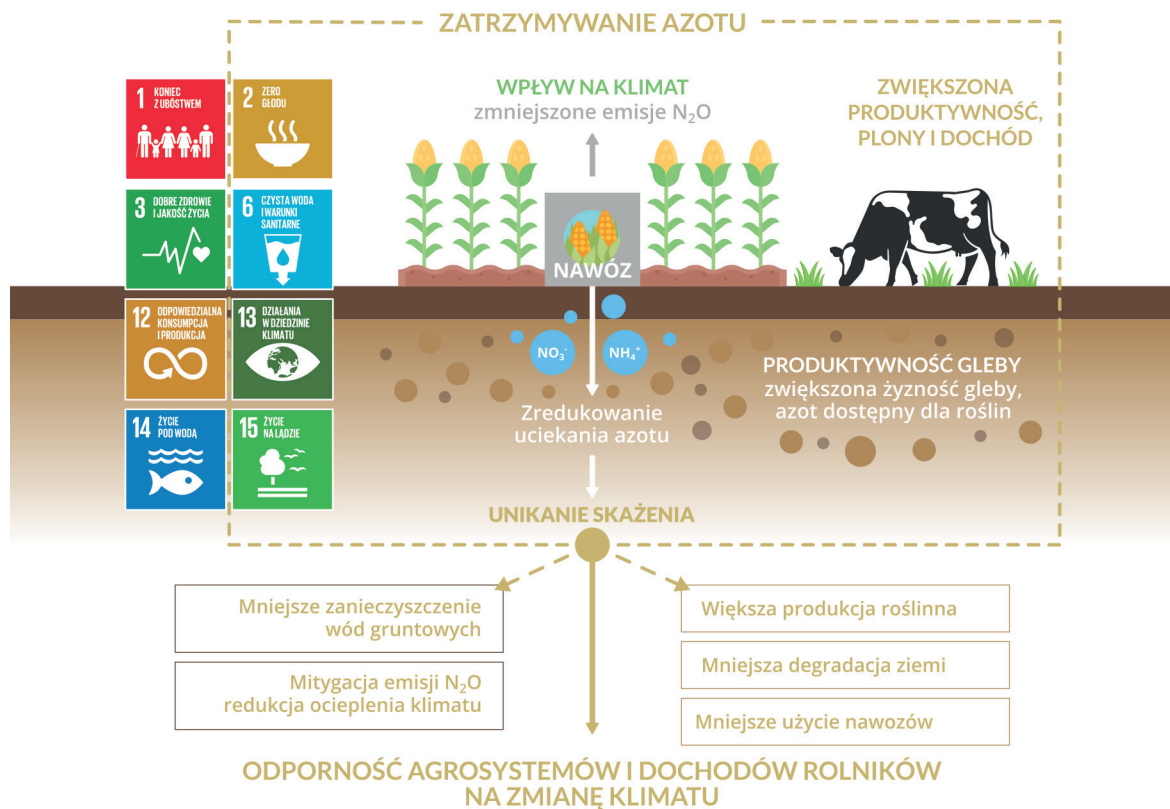 ZATRZYMYWANIE AZOTU
1 KONIEC
Z UBÓSTWEM
2 ZERO
GŁODU
3 DOBRE ZDROWIE
I JAKOŚĆ ŻYCIA
6 CZYSTA WODA
I WARUNKI
SANITARNE
12 ODPOWIEDZIALNA
KONSUMPCJA
I PRODUKCJA
13 DZIAŁANIA
W DZIEDZINIE
KLIMATU
14 ŻYCIE
POD WODĄ
15 ŻYCIE
NA LĄDZIE
WPŁYW NA KLIMAT
zmniejszone emisje N₂O
ZWIĘKSZONA
PRODUKTYWNOŚĆ,
PLONY I DOCHÓD
NAWÓZ
NO₃⁻
NH₄⁺
Zredukowanie
uciekania azotu
PRODUKTYWNOŚĆ GLEBY
zwiększona żyzność gleby,
azot dostępny dla roślin
UNIKANIE SKAŻENIA
Mniejsze zanieczyszczenie
wód gruntowych
Mitygacja emisji N₂O
redukcja ocieplenia klimatu
Większa produkcja roślinna
Mniejsza degradacja ziemi
Mniejsze użycie nawozów
ODPORNOŚĆ AGROSYSTEMÓW I DOCHODÓW ROLNIKÓW
NA ZMIANĘ KLIMATU